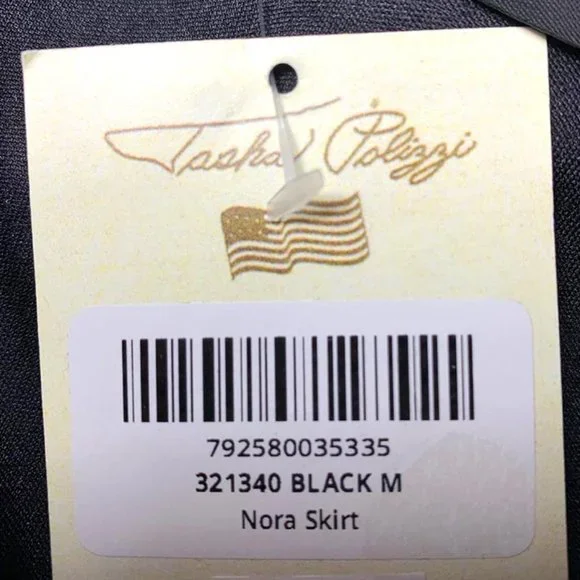 Tasha Polizzi
792580035335
321340 BLACK M
Nora Skirt